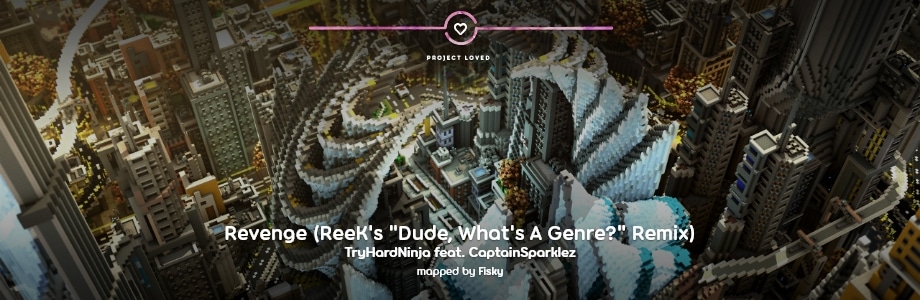 PROJECT LOVED
Revenge (ReeK's "Dude, What's A Genre?" Remix)
TryHardNinja feat. CaptainSparklez
mapped by Fisky